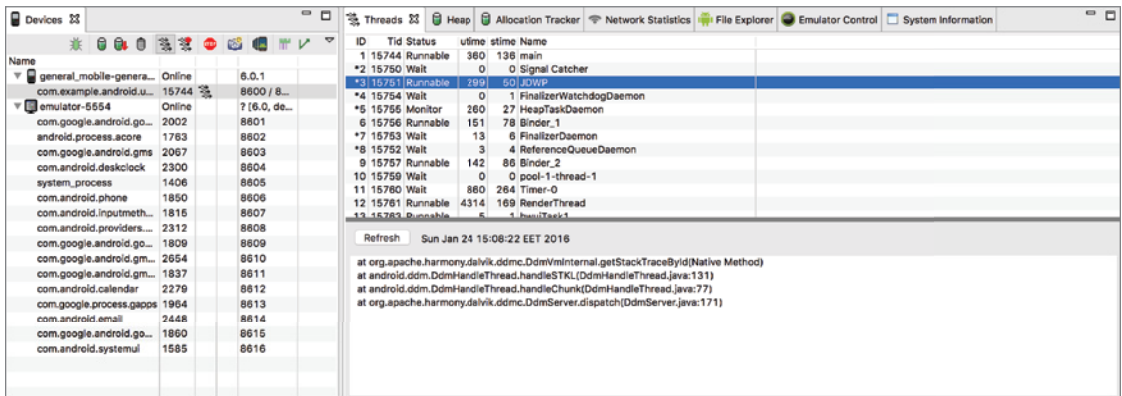 Devices
Name
general_mobile-genera... Online 6.0.1
com.example.android.u... 15744 8600 / 8...
emulator-5554 Online ? [6.0, de...
com.google.android.go... 2002 8601
android.process.acore 1763 8602
com.google.android.gms 2067 8603
com.android.deskclock 2300 8604
system_process 1406 8605
com.android.phone 1850 8606
com.android.inputmeth... 1815 8607
com.android.providers.... 2312 8608
com.google.android.go... 1809 8609
com.google.android.gm... 2654 8610
com.google.android.gm... 1837 8611
com.android.calendar 2279 8612
com.google.process.gapps 1964 8613
com.android.email 2448 8614
com.google.android.go... 1860 8615
com.android.systemui 1585 8616
Threads Heap Allocation Tracker Network Statistics File Explorer Emulator Control System Information
ID Tid Status utime stime Name
1 15744 Runnable 360 136 main
*2 15750 Wait 0 0 Signal Catcher
*3 15751 Runnable 299 50 JDWP
*4 15754 Wait 0 1 FinalizerWatchdogDaemon
*5 15755 Monitor 260 27 HeapTaskDaemon
6 15756 Runnable 151 78 Binder_1
*7 15753 Wait 13 6 FinalizerDaemon
*8 15752 Wait 3 4 ReferenceQueueDaemon
9 15757 Runnable 142 86 Binder_2
10 15759 Wait 0 0 pool-1-thread-1
11 15760 Wait 860 264 Timer-0
12 15761 Runnable 4314 169 RenderThread
13 15763 Runnable 5 1 hwuiTask1
Refresh Sun Jan 24 15:08:22 EET 2016
at org.apache.harmony.dalvik.ddmc.DdmVmInternal.getStackTraceById(Native Method)
at android.ddm.DdmHandleThread.handleSTKL(DdmHandleThread.java:131)
at android.ddm.DdmHandleThread.handleChunk(DdmHandleThread.java:77)
at org.apache.harmony.dalvik.ddmc.DdmServer.dispatch(DdmServer.java:171)